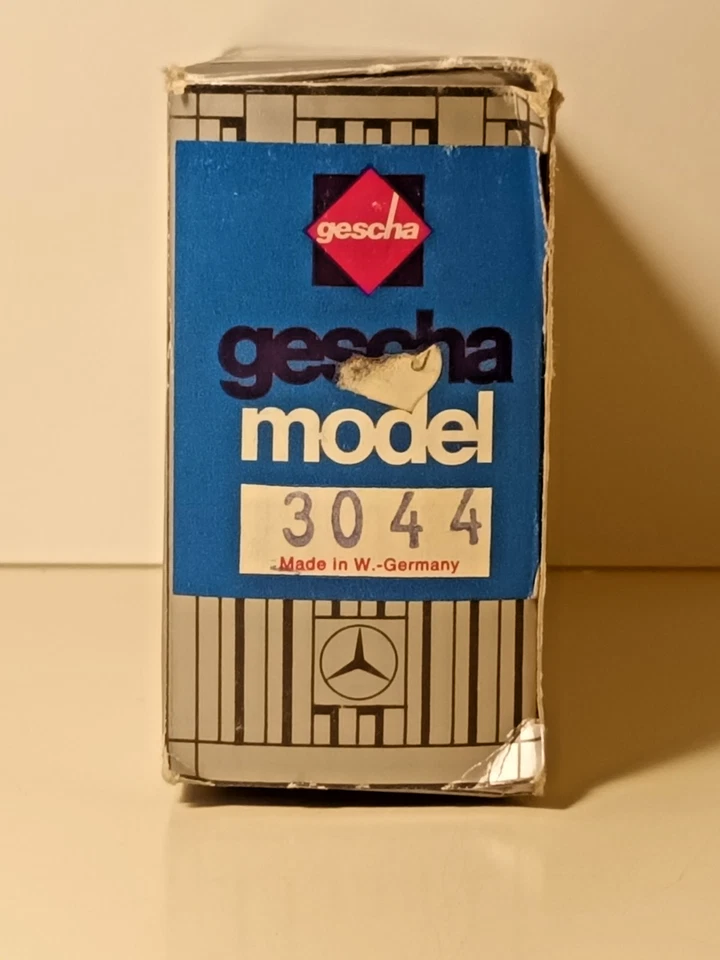 gescha
gescha
model
3044
Made in W.-Germany